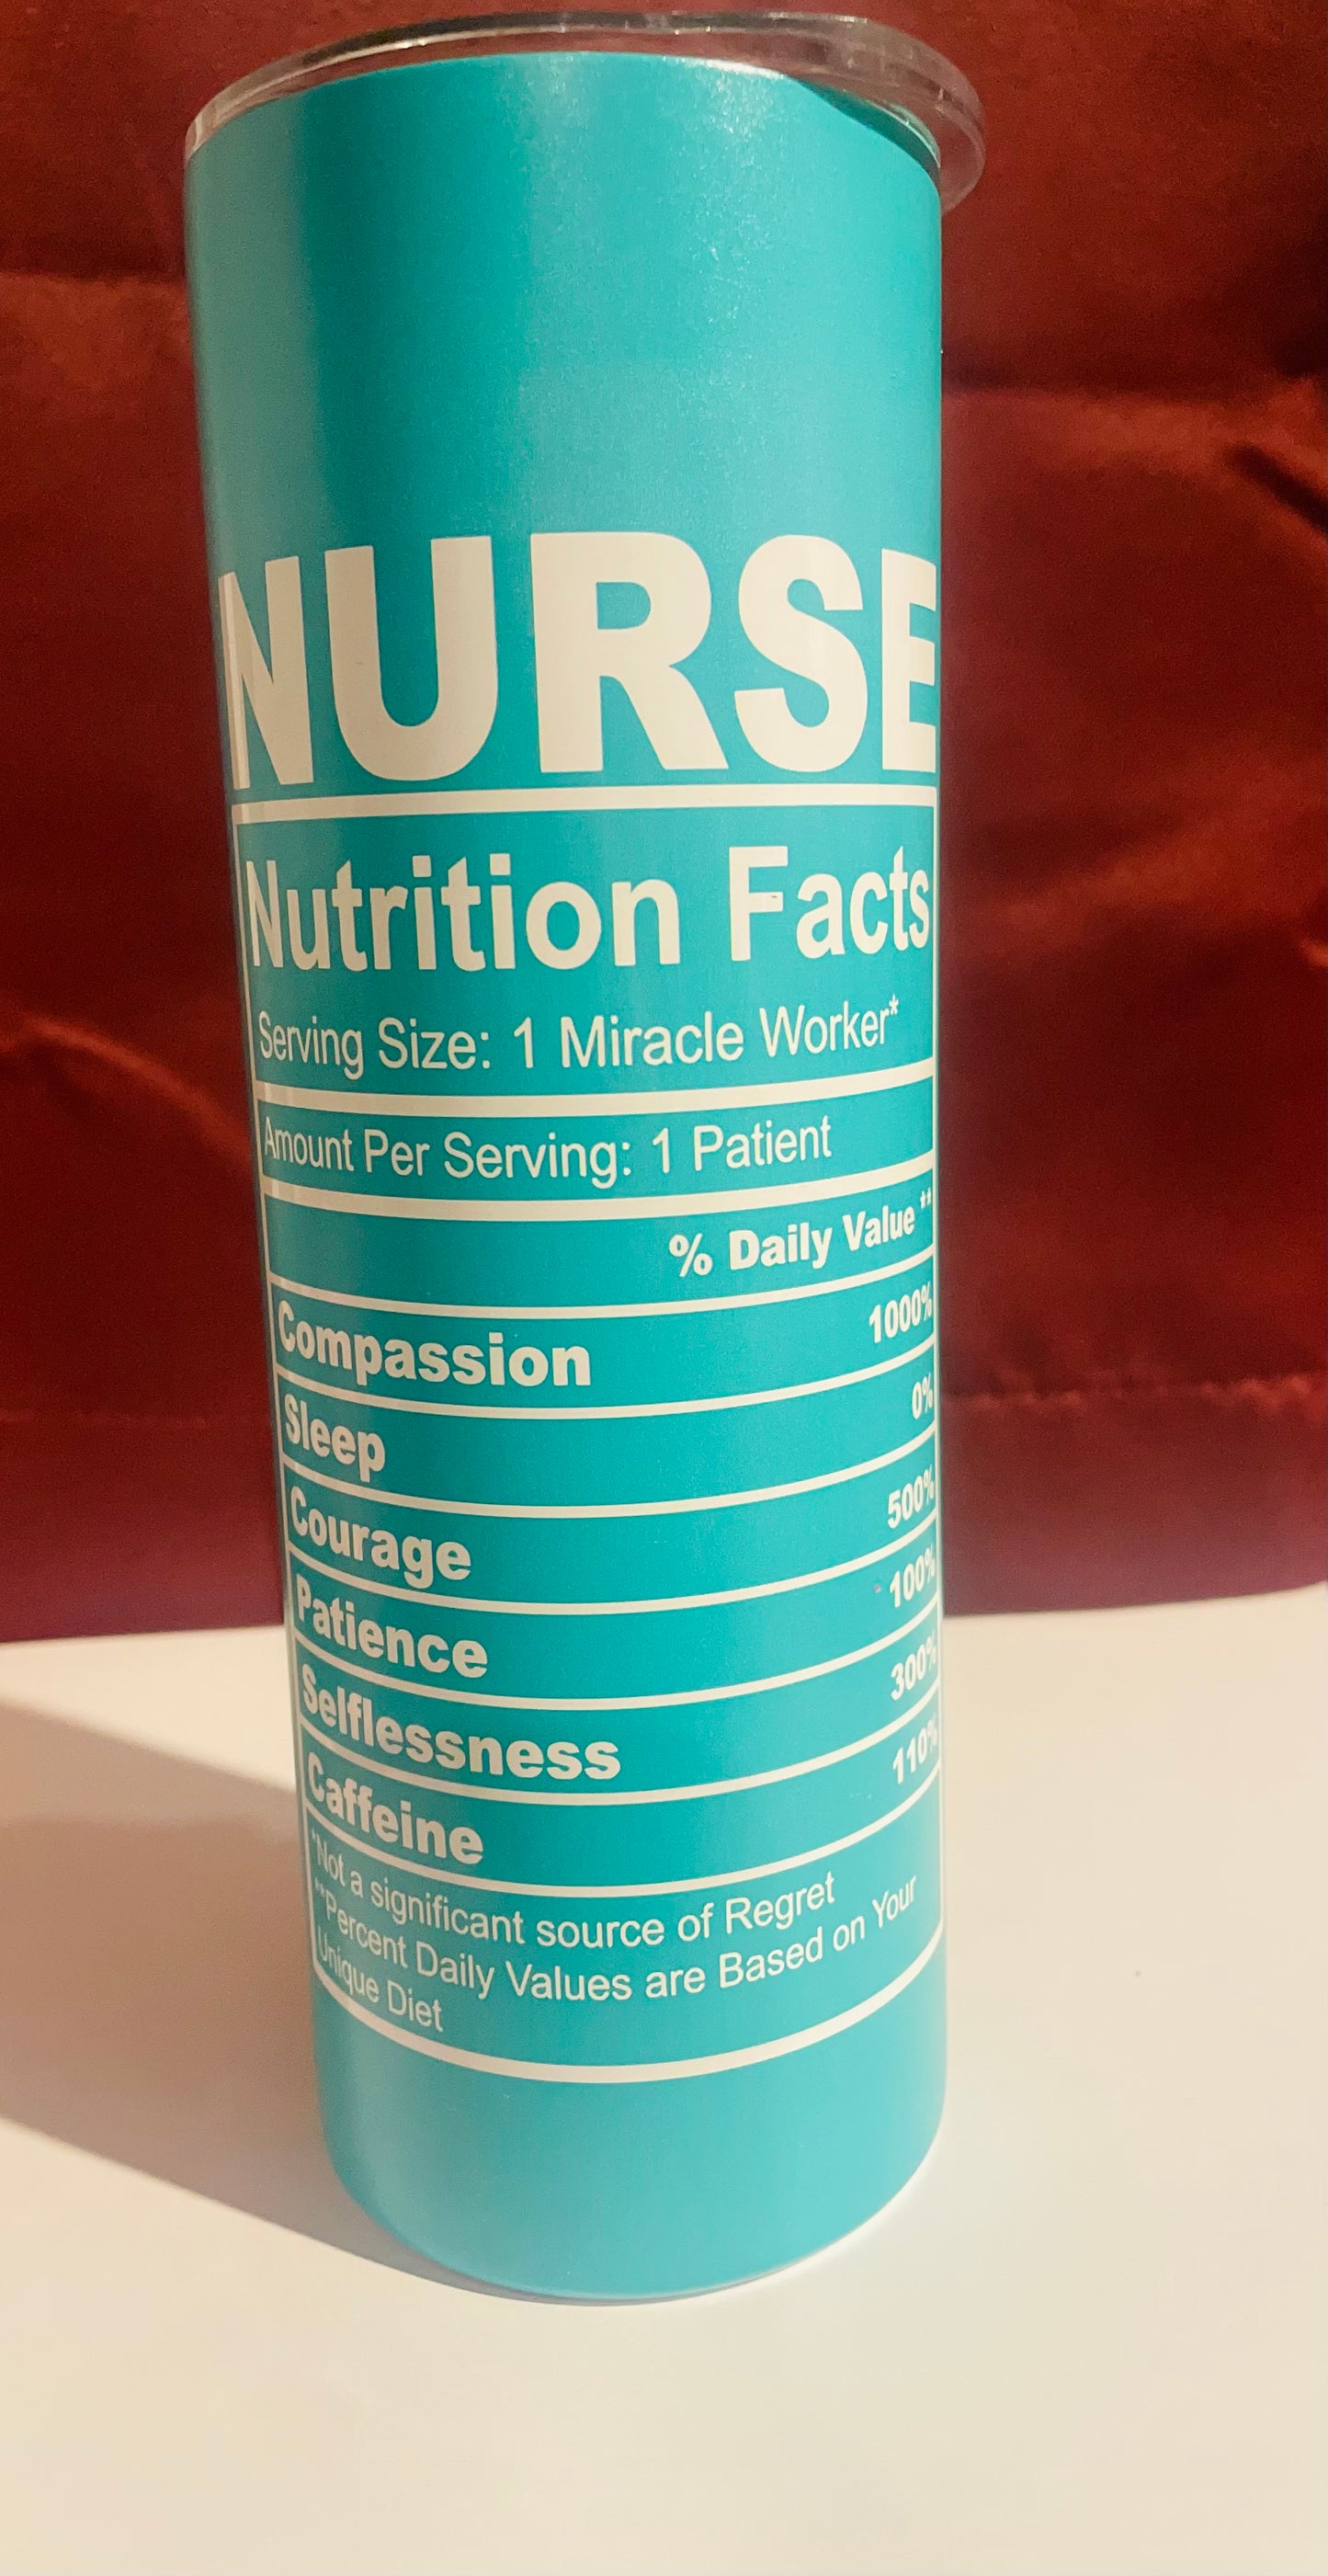 NURSE
Nutrition Facts
Serving Size: 1 Miracle Worker*
Amount Per Serving: 1 Patient
% Daily Value**
Compassion 1000%
Sleep 0%
Courage 500%
Patience 100%
Selflessness 300%
Caffeine 110%
*Not a significant source of Regret
**Percent Daily Values are Based on Your
Unique Diet